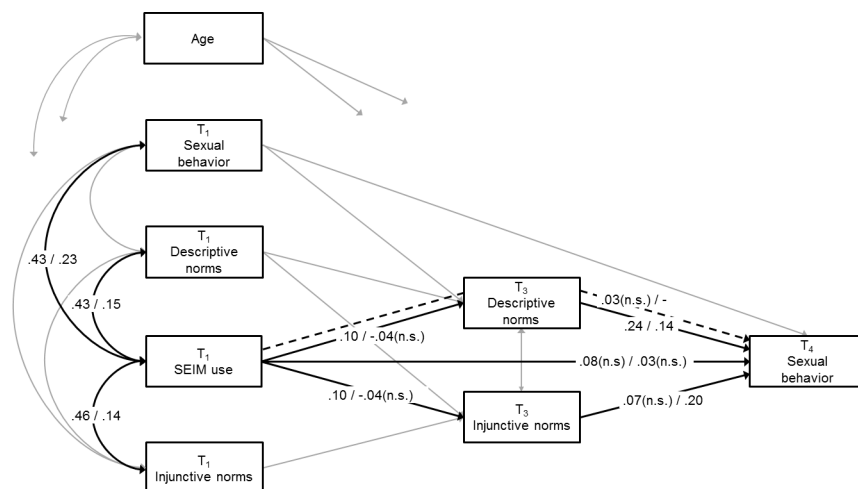 Age
T1
Sexual
behavior
T1
Descriptive
norms
.43 / .23
.43 / .15
T3
Descriptive
norms
.03(n.s.) / -
.24 / .14
.10 / -.04(n.s.)
T1
SEIM use
.08(n.s) / .03(n.s.)
T4
Sexual
behavior
.10 / -.04(n.s.)
.46 / .14
T3
Injunctive norms
.07(n.s.) / .20
T1
Injunctive norms